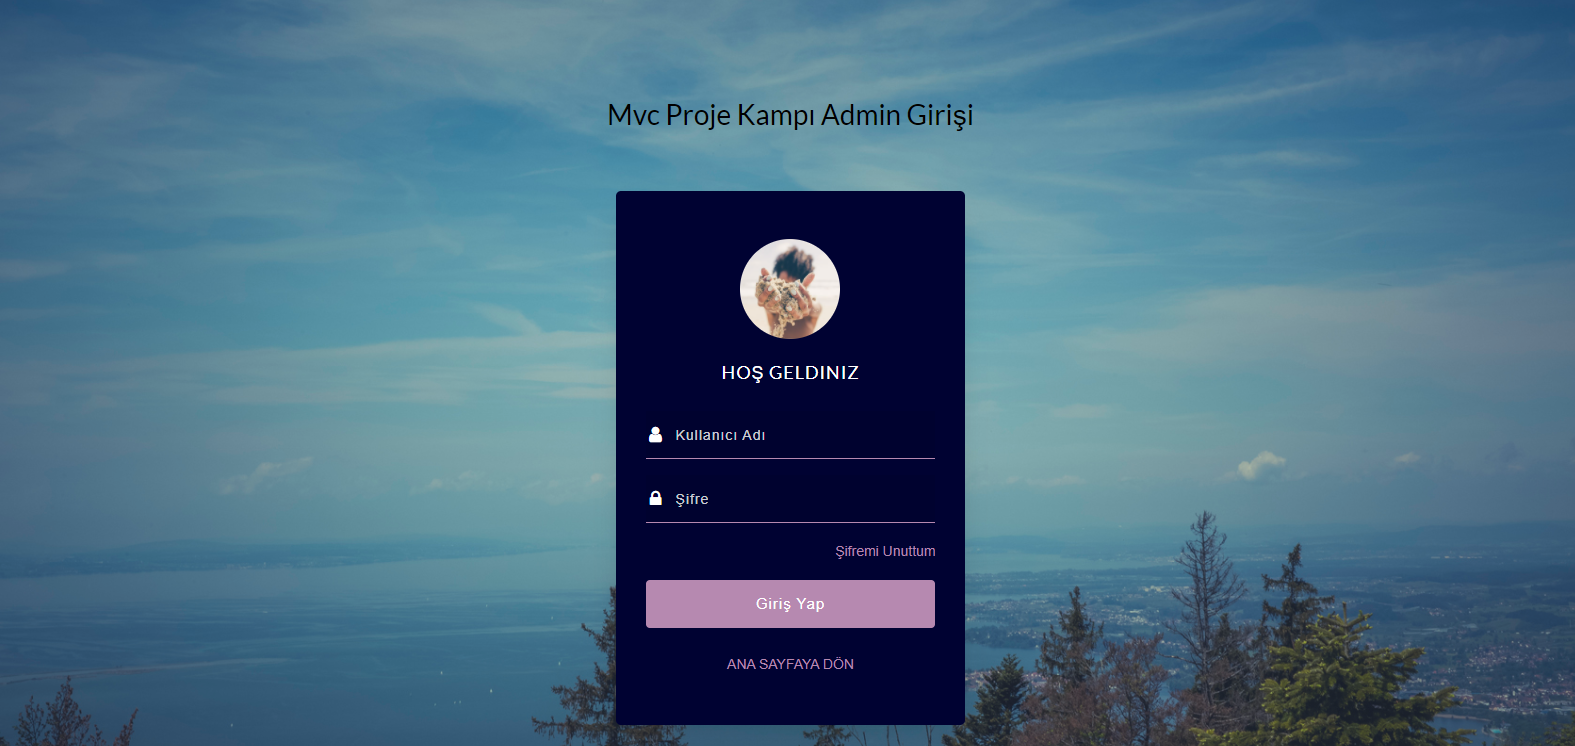 Mvc Proje Kampı Admin Girişi
HOŞ GELDINIZ
Kullanıcı Adı
Şifre
Şifremi Unuttum
Giriş Yap
ANA SAYFAYA DÖN